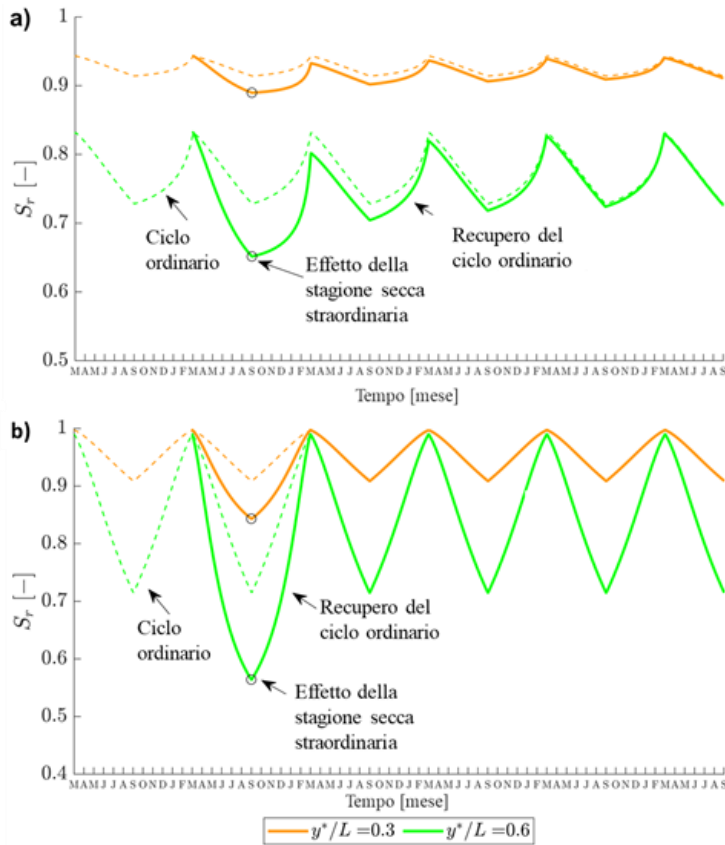 a)
1
0.9
0.8
0.7
0.6
0.5
S_r [−]
Ciclo
ordinario
Effetto della
stagione secca
straordinaria
Recupero del
ciclo ordinario
M A M J J A S O N D J F M A M J J A S O N D J F M A M J J A S O N D J F M A M J J A S O N D J F M A M J J A S O N D J F M A M J J A S
Tempo [mese]
b)
1
0.9
0.8
0.7
0.6
0.5
0.4
S_r [−]
Ciclo
ordinario
Recupero del
ciclo ordinario
Effetto della
stagione secca
straordinaria
M A M J J A S O N D J F M A M J J A S O N D J F M A M J J A S O N D J F M A M J J A S O N D J F M A M J J A S O N D J F M A M J J A S
Tempo [mese]
y*/L =0.3 y*/L =0.6